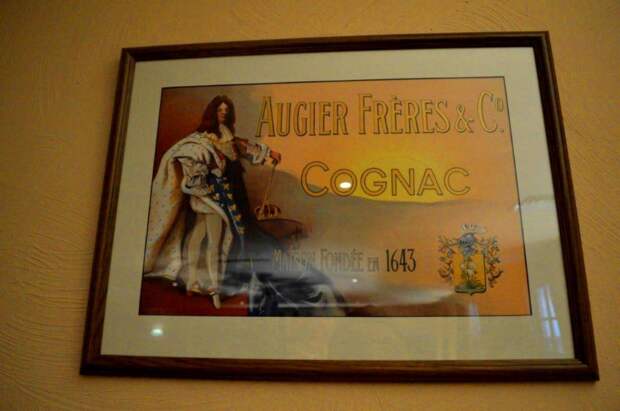 AUGIER FRÈRES & Cº.
COGNAC
MAISON FONDÉE EN 1643